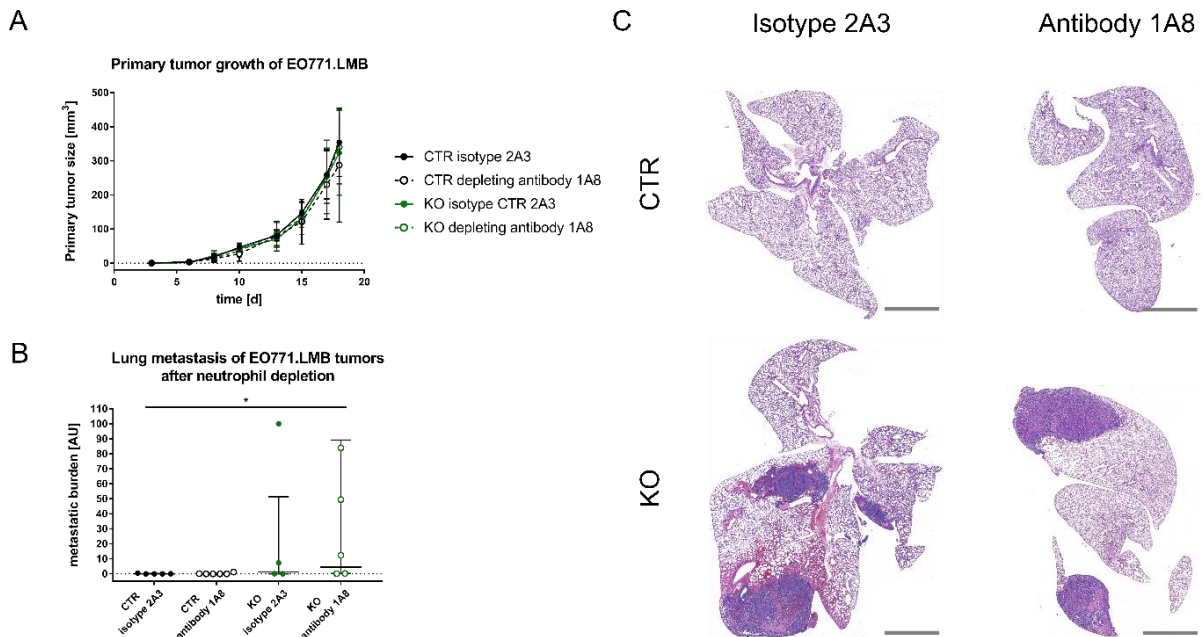 A
Primary tumor growth of EO771.LMB
Primary tumor size [mm³]
500
400
300
200
100
0
0
5
10
15
20
time [d]
CTR isotype 2A3
CTR depleting antibody 1A8
KO isotype CTR 2A3
KO depleting antibody 1A8
B
Lung metastasis of EO771.LMB tumors
after neutrophil depletion
metastatic burden [AU]
110
100
90
80
70
60
50
40
30
20
10
0
*
CTR
isotype 2A3
CTR
antibody 1A8
KO
isotype 2A3
KO
antibody 1A8
C
Isotype 2A3
Antibody 1A8
CTR
KO